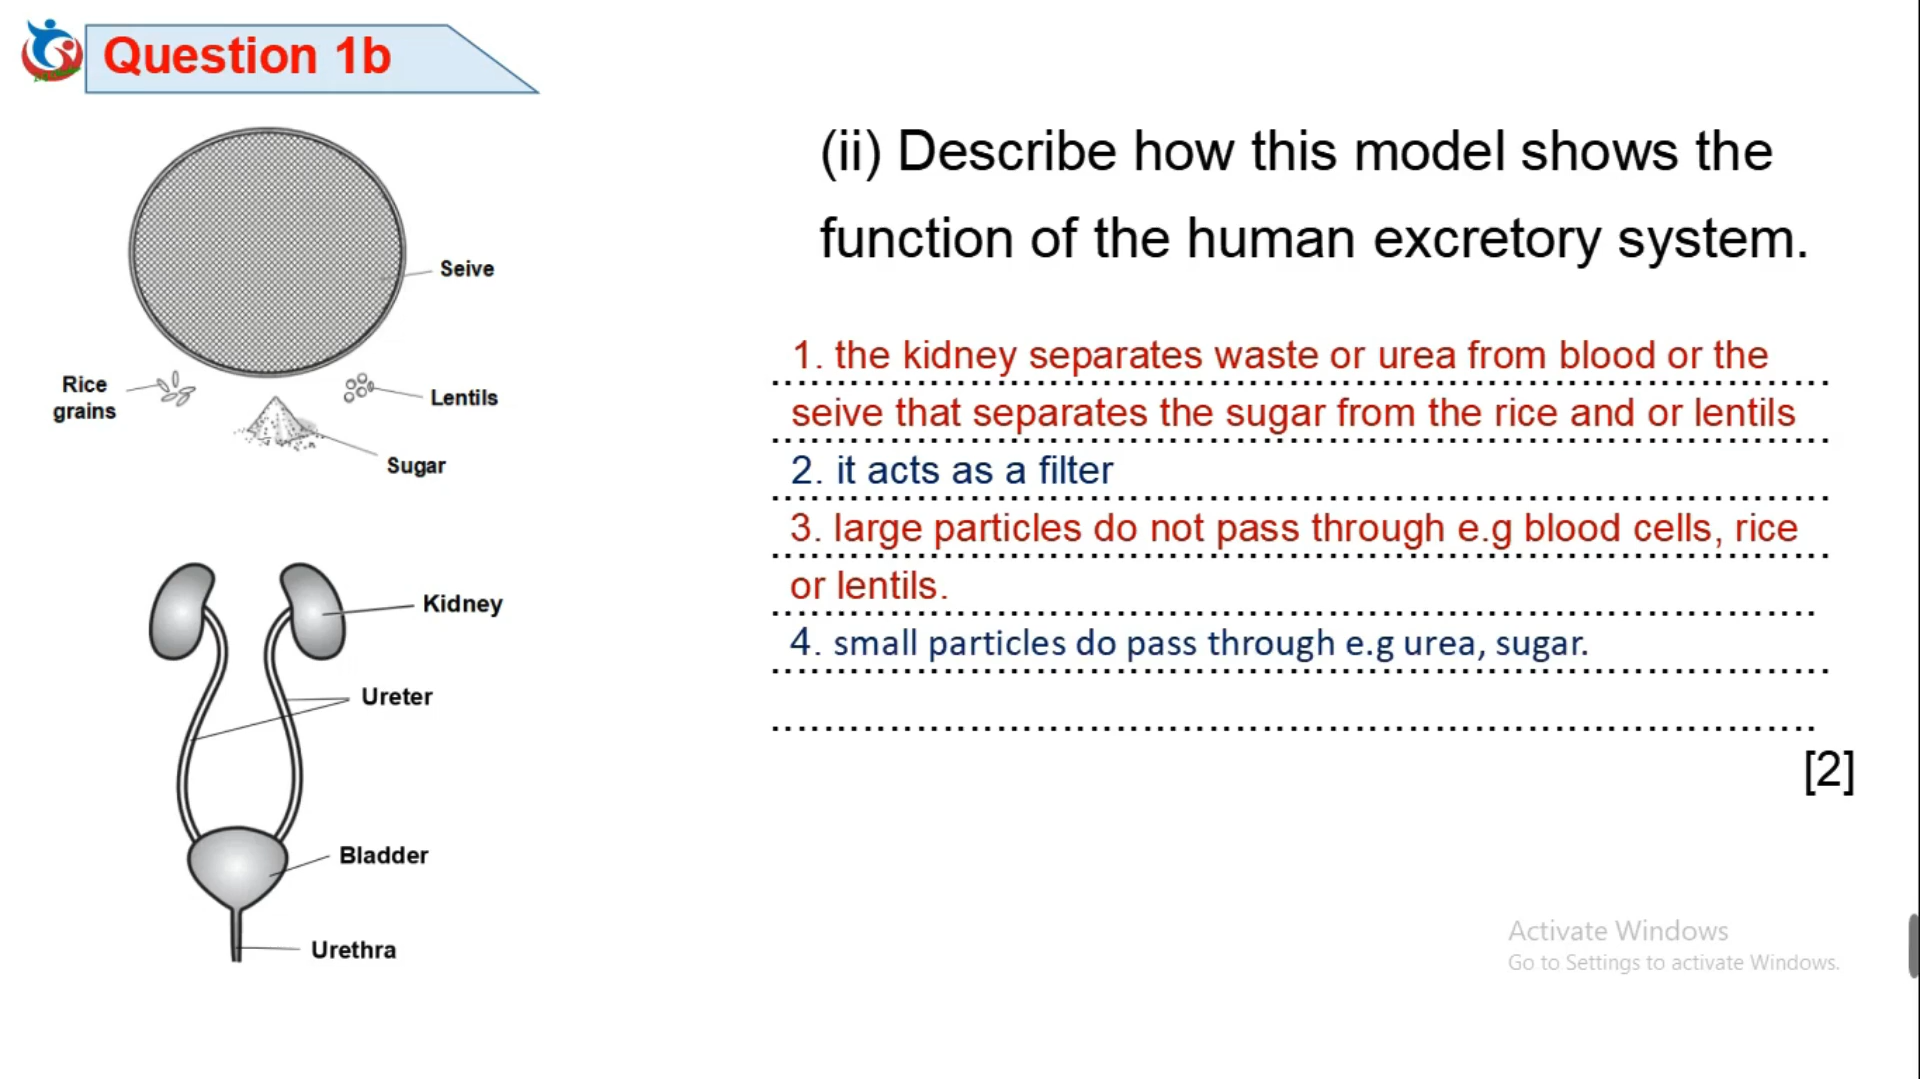 Question 1b
(ii) Describe how this model shows the
function of the human excretory system.
Seive
Rice
grains
Lentils
Sugar
1. the kidney separates waste or urea from blood or the
seive that separates the sugar from the rice and or lentils
2. it acts as a filter
3. large particles do not pass through e.g blood cells, rice
or lentils.
4. small particles do pass through e.g urea, sugar.
[2]
Kidney
Ureter
Bladder
Urethra
Activate Windows
Go to Settings to activate Windows.